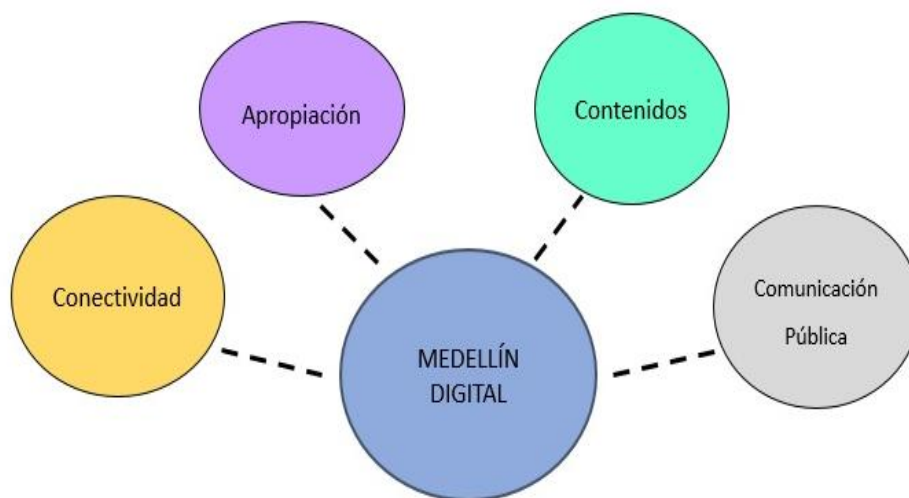 Apropiación
Contenidos
Conectividad
Comunicación
Pública
MEDELLÍN
DIGITAL